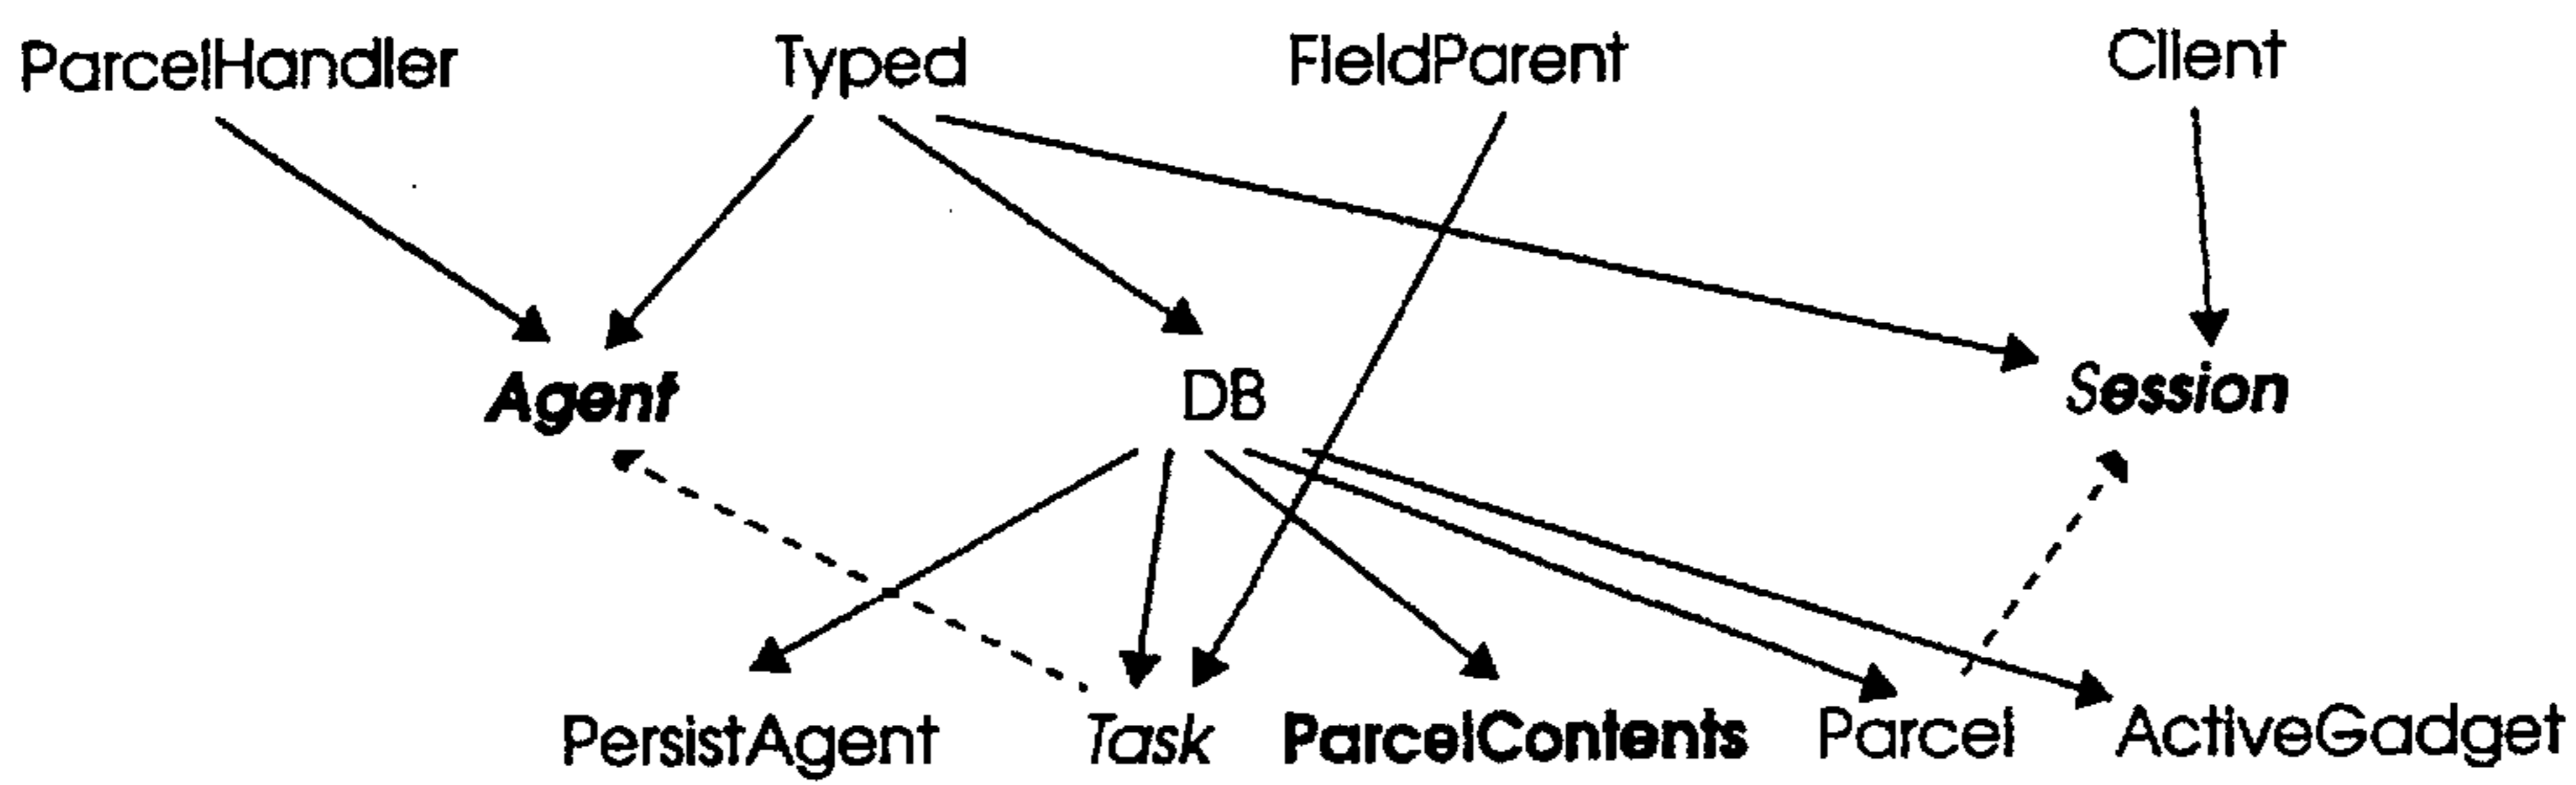 ParcelHandler Typed FieldParent Client
Agent DB Session
PersistAgent Task ParcelContents Parcel ActiveGadget